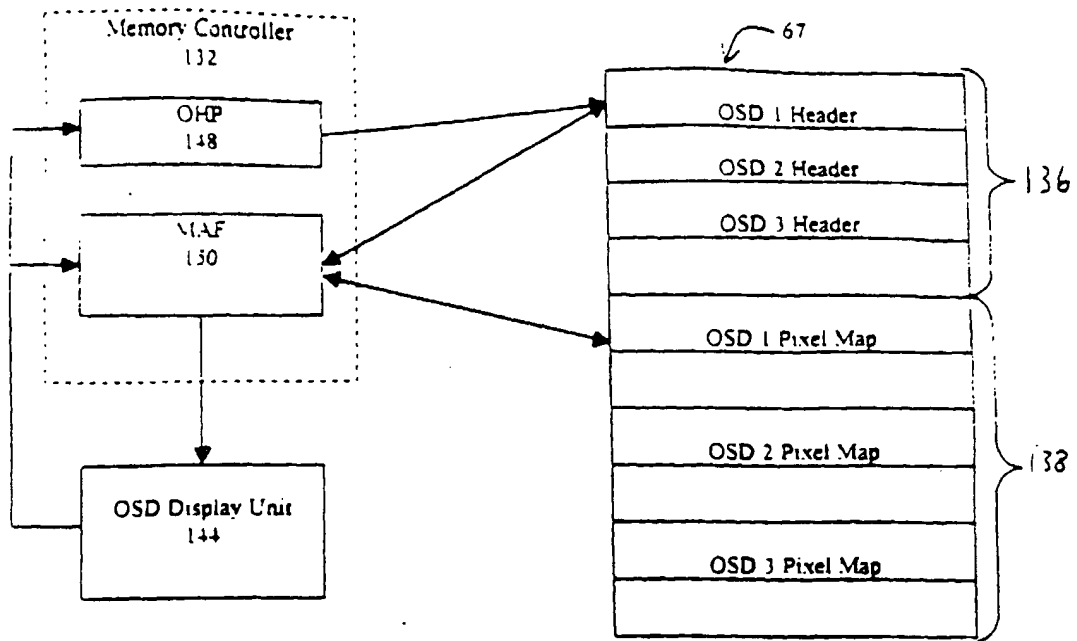 Memory Controller
132
OHP
148
MAF
150
OSD Display Unit
144
67
OSD 1 Header
OSD 2 Header
OSD 3 Header
136
OSD 1 Pixel Map
OSD 2 Pixel Map
OSD 3 Pixel Map
138